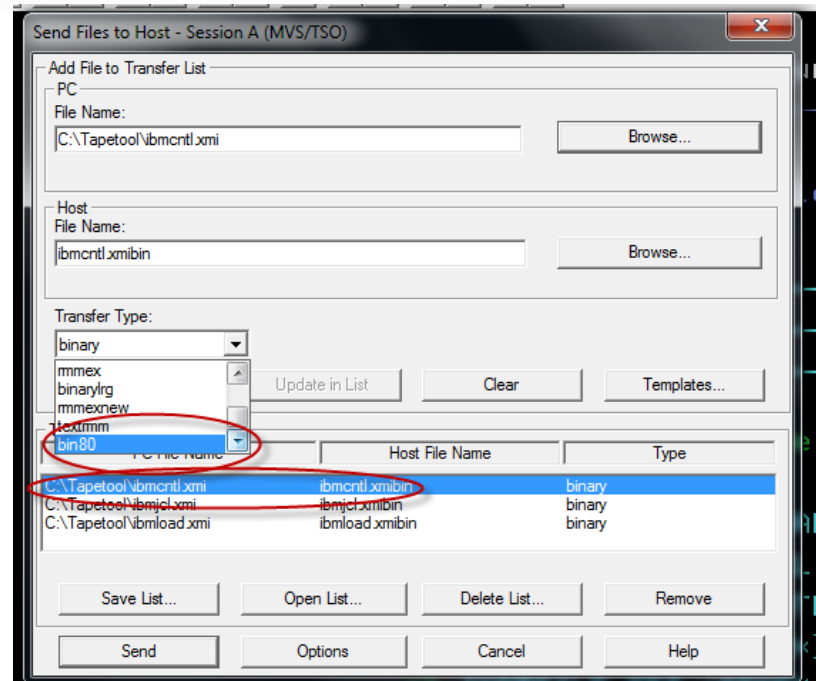 Send Files to Host - Session A (MVS/TSO)
Add File to Transfer List
PC
File Name:
C:\Tapetool\ibmcntl.xmi
Browse...
Host
File Name:
ibmcntl.xmibin
Browse...
Transfer Type:
binary
rmmex
binarylrg
rmmexnew
textrmm
bin80
Update in List
Clear
Templates...
PC File Name
Host File Name
Type
C:\Tapetool\ibmcntl.xmi ibmcntl.xmibin binary
C:\Tapetool\ibmjcl.xmi ibmjcl.xmibin binary
C:\Tapetool\ibmload.xmi ibmload.xmibin binary
Save List...
Open List...
Delete List...
Remove
Send
Options
Cancel
Help